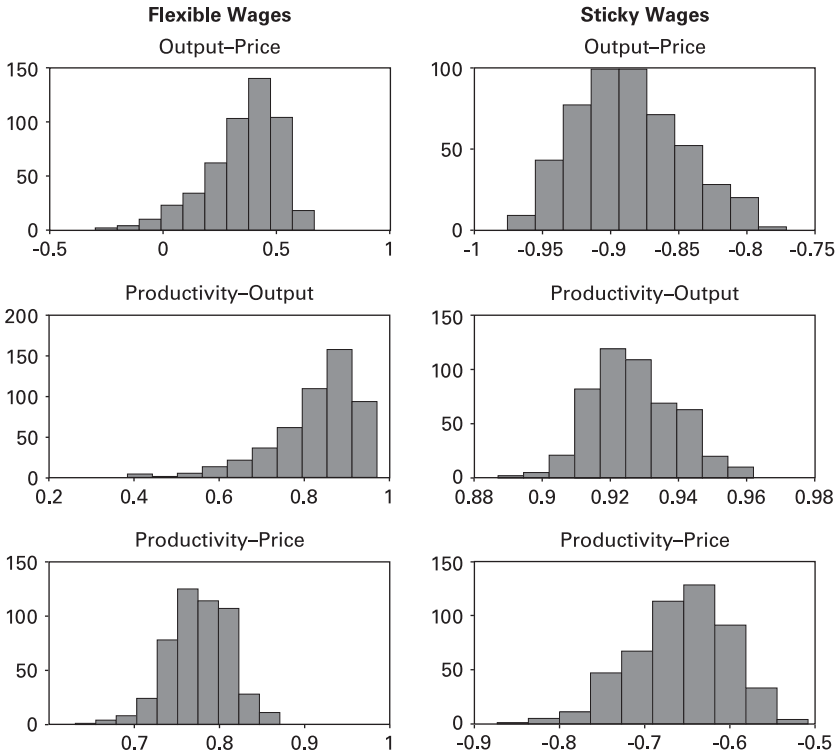 Flexible Wages Sticky Wages
Output–Price Output–Price
150 100
100
50 50
0 0
-0.5 0 0.5 1 -1 -0.95 -0.9 -0.85 -0.8 -0.75
Productivity–Output Productivity–Output
200 150
150 100
100
50 50
0 0
0.2 0.4 0.6 0.8 1 0.88 0.9 0.92 0.94 0.96 0.98
Productivity–Price Productivity–Price
150 150
100 100
50 50
0 0
0.7 0.8 0.9 1 -0.9 -0.8 -0.7 -0.6 -0.5